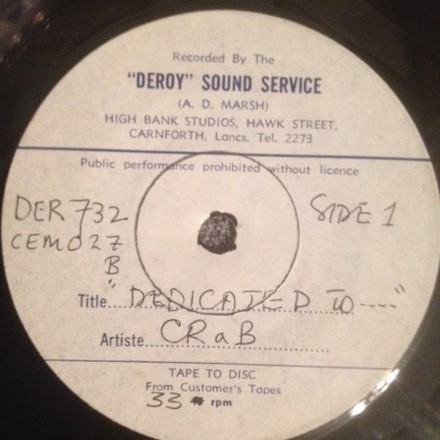 Recorded By The
"DEROY" SOUND SERVICE
(A. D. MARSH)
HIGH BANK STUDIOS, HAWK STREET,
CARNFORTH, Lancs. Tel. 2273
Public performance prohibited without licence
DER 732
CEMO 27
B
SIDE 1
Title.... "DEDICATED TO ----"
Artiste.... CRaB
TAPE TO DISC
From Customer's Tapes
33 rpm